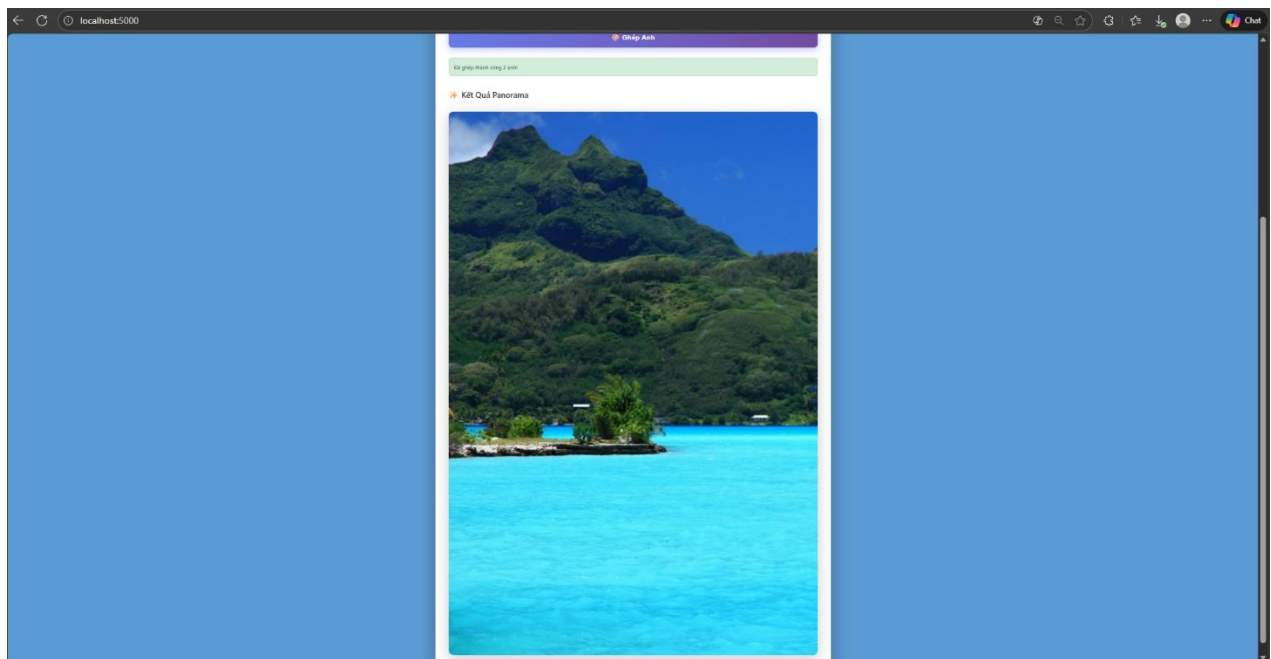 localhost:5000
Chat
Ghép Ảnh
Đã ghép thành công 2 ảnh!
Kết Quả Panorama